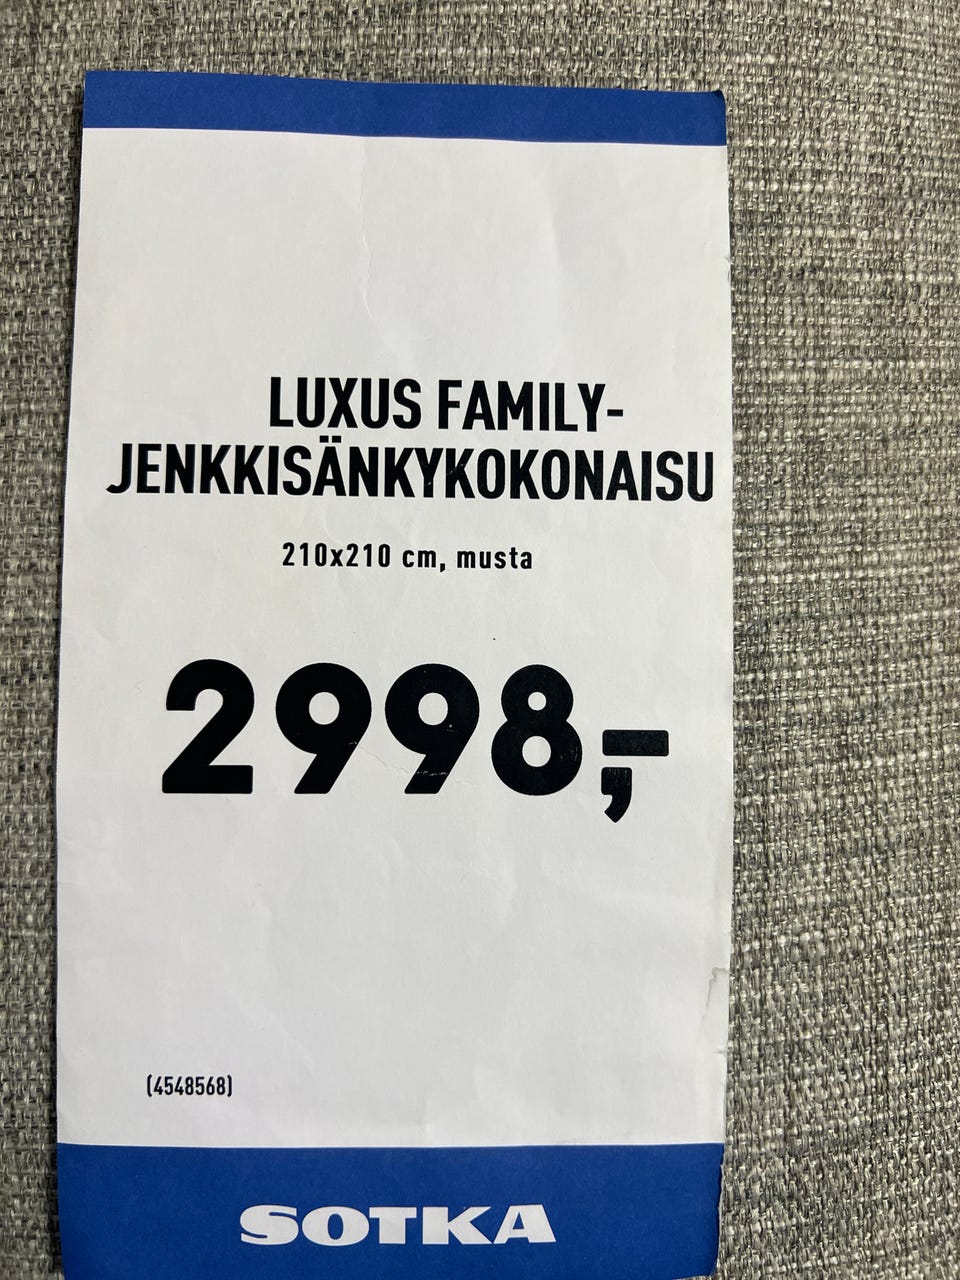 LUXUS FAMILY-
JENKKISÄNKYKOKONAISU
210x210 cm, musta
2998,-
(4548568)
SOTKA